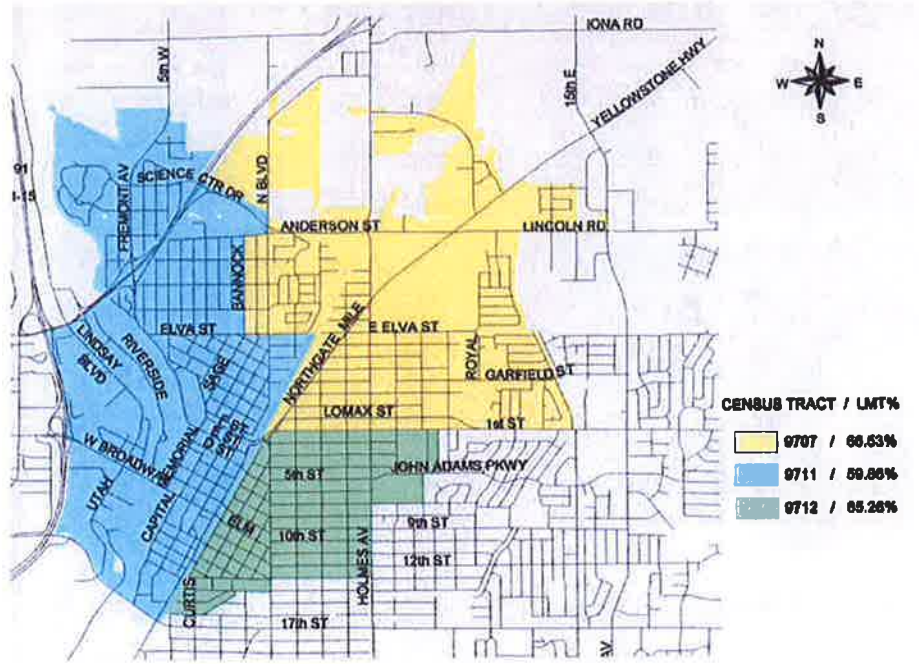 IONA RD
N
W E
S
5th W
15th E
YELLOWSTONE HWY
I-15
FREMONT AV
SCIENCE CTR DR
N BLVD
ANDERSON ST
LINCOLN RD
BANNOCK
ELVA ST
E ELVA ST
NORTHGATE MILE
LINDSAY BLVD
RIVERSIDE
SAGE
ROYAL
GARFIELD ST
LOMAX ST
1st ST
W BROADWAY
MEMORIAL
CAPITAL
UTAH
5th ST
JOHN ADAMS PKWY
ELM
10th ST
9th ST
12th ST
HOLMES AV
CURTIS
17th ST
AV
CENSUS TRACT / LMT%
9707 / 66.53%
9711 / 59.86%
9712 / 65.26%